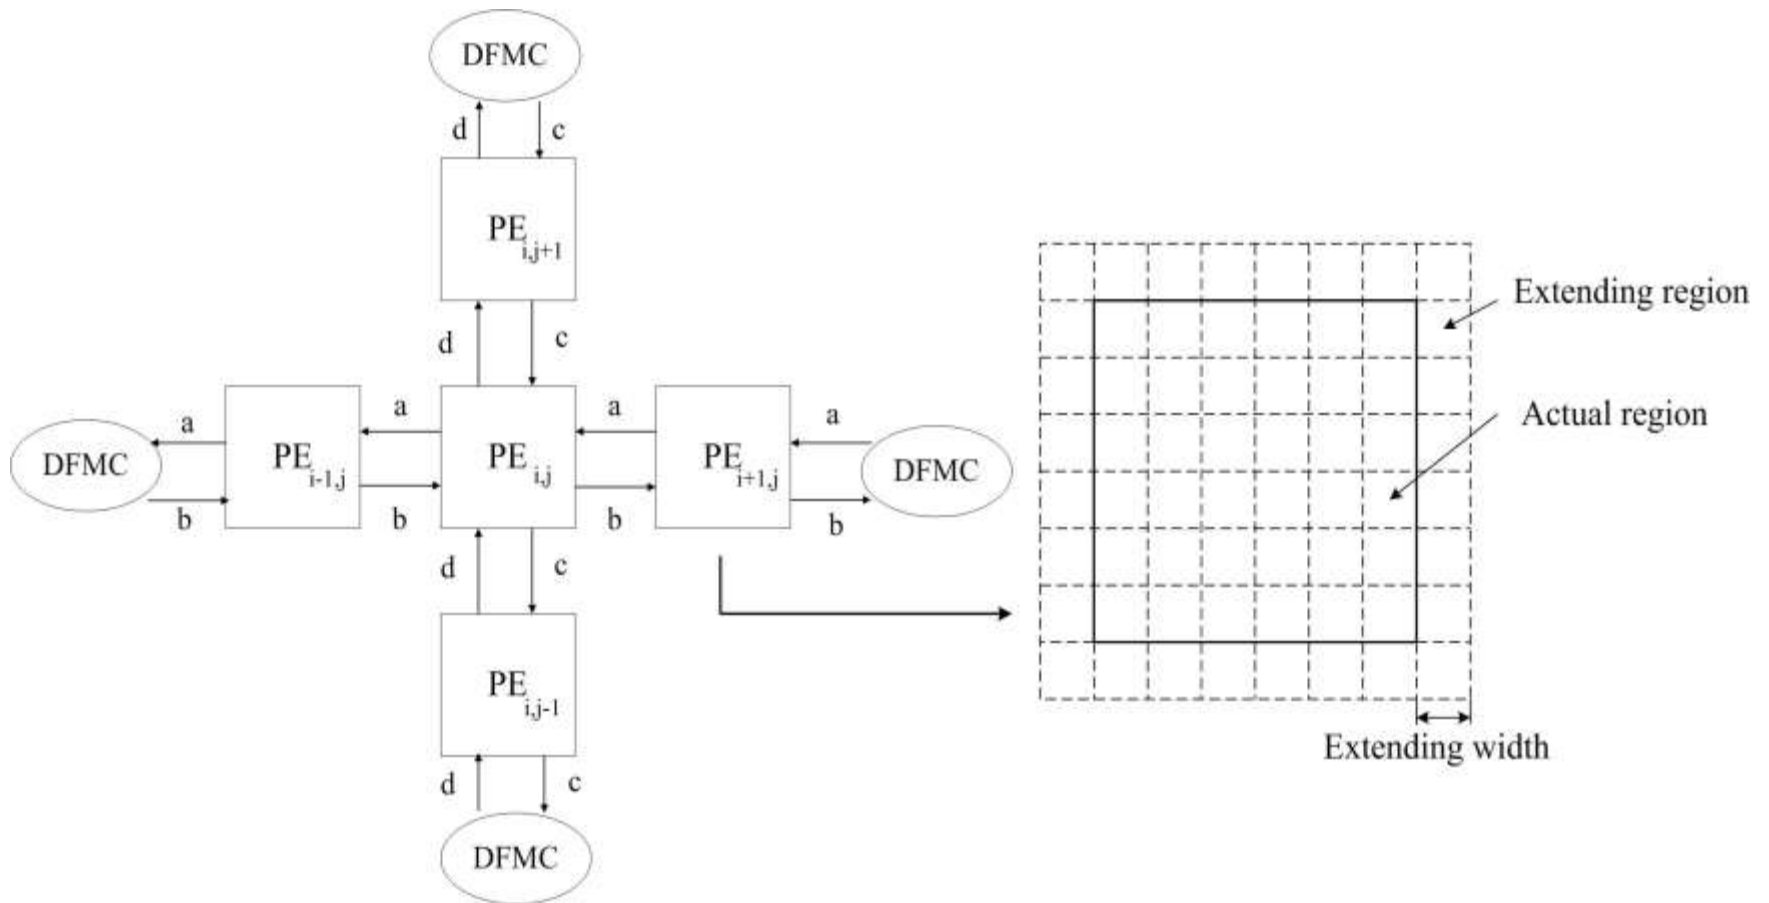 DFMC
d c
PE i,j+1
d c
Extending region
a a a a
DFMC PE i-1,j PE i,j PE i+1,j DFMC
b b b b
Actual region
d c
PE i,j-1
Extending width
d c
DFMC